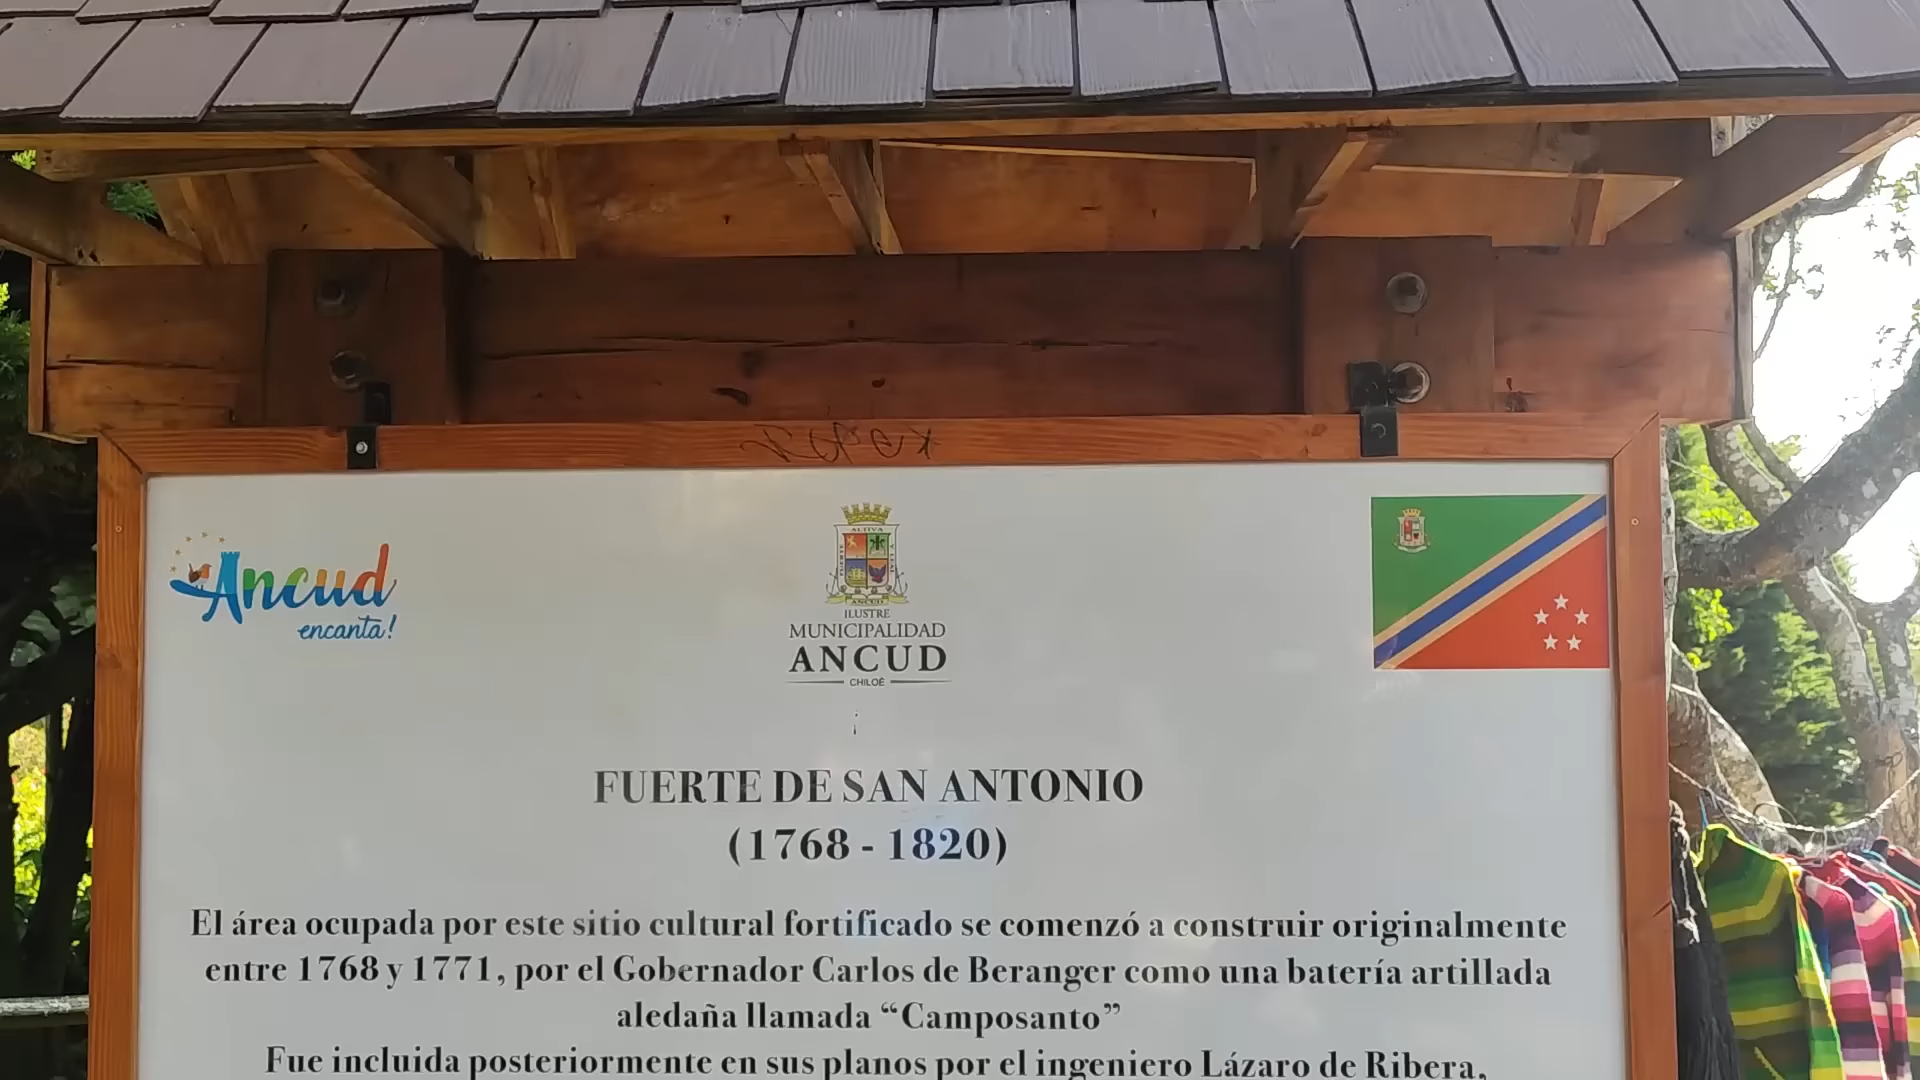 Ancud
encanta!
ALTIVA
ANCUD
ILUSTRE
MUNICIPALIDAD
ANCUD
CHILOÉ
FUERTE DE SAN ANTONIO
(1768 - 1820)
El área ocupada por este sitio cultural fortificado se comenzó a construir originalmente
entre 1768 y 1771, por el Gobernador Carlos de Beranger como una batería artillada
aledaña llamada “Camposanto”
Fue incluida posteriormente en sus planos por el ingeniero Lázaro de Ribera,